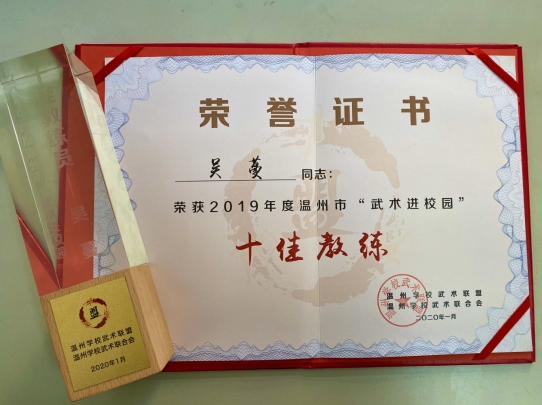 荣誉证书
吴蔓 同志：
荣获2019年度温州市“武术进校园”
十佳教练
温州学校武术联盟
温州学校武术联合会
二〇二〇年一月
盟
温州学校武术联盟
温州学校武术联合会
2020年1月